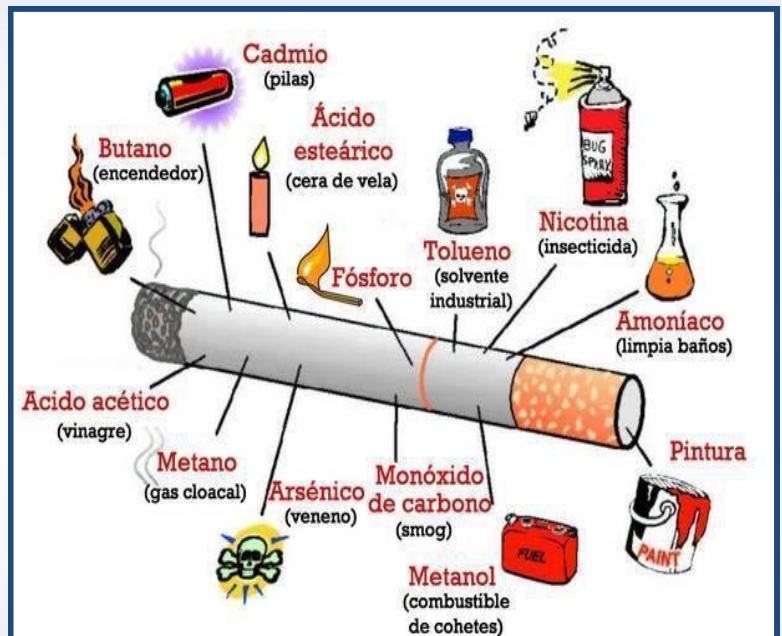 Cadmio
(pilas)
Butano
(encendedor)
Ácido
esteárico
(cera de vela)
BUG
SPRAY
Fósforo
Tolueno
(solvente
industrial)
Nicotina
(insecticida)
Amoníaco
(limpia baños)
Acido acético
(vinagre)
Metano
(gas cloacal)
Arsénico
(veneno)
Monóxido
de carbono
(smog)
Metanol
(combustible
de cohetes)
FUEL
Pintura
PAINT